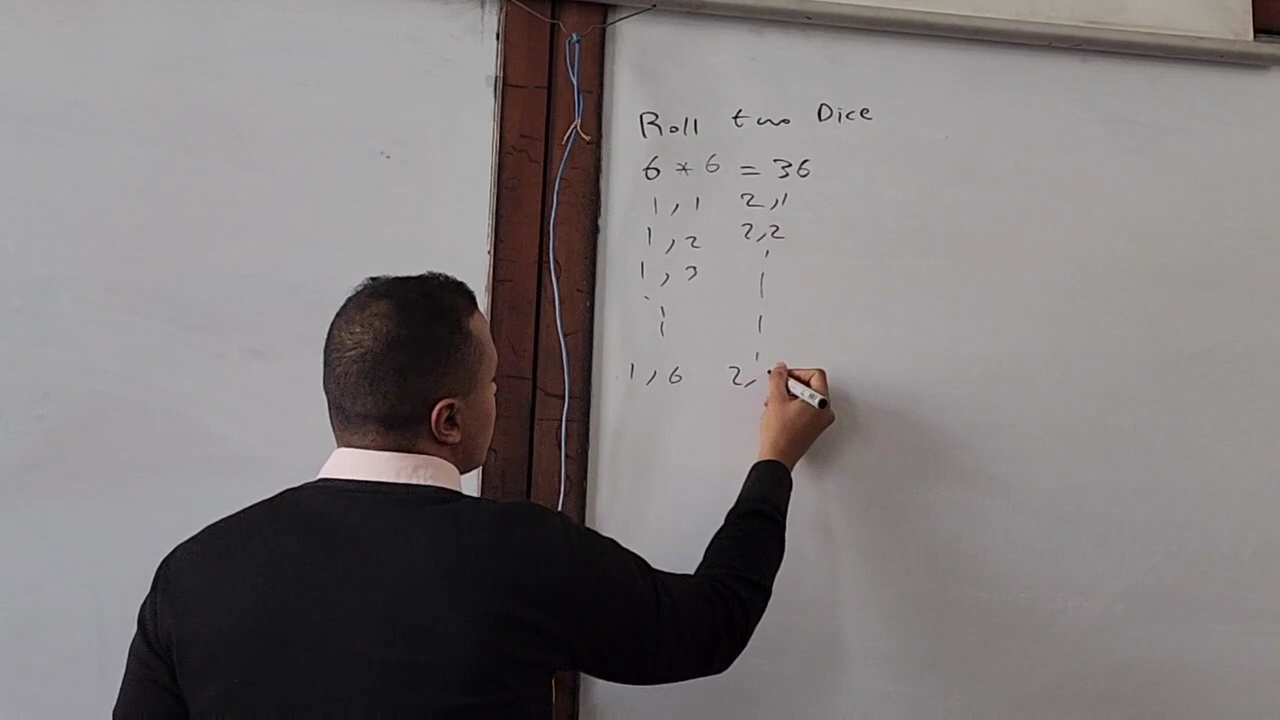 Roll two Dice
6 * 6 = 36
1,1 2,1
1,2 2,2
1,3
1,6 2,